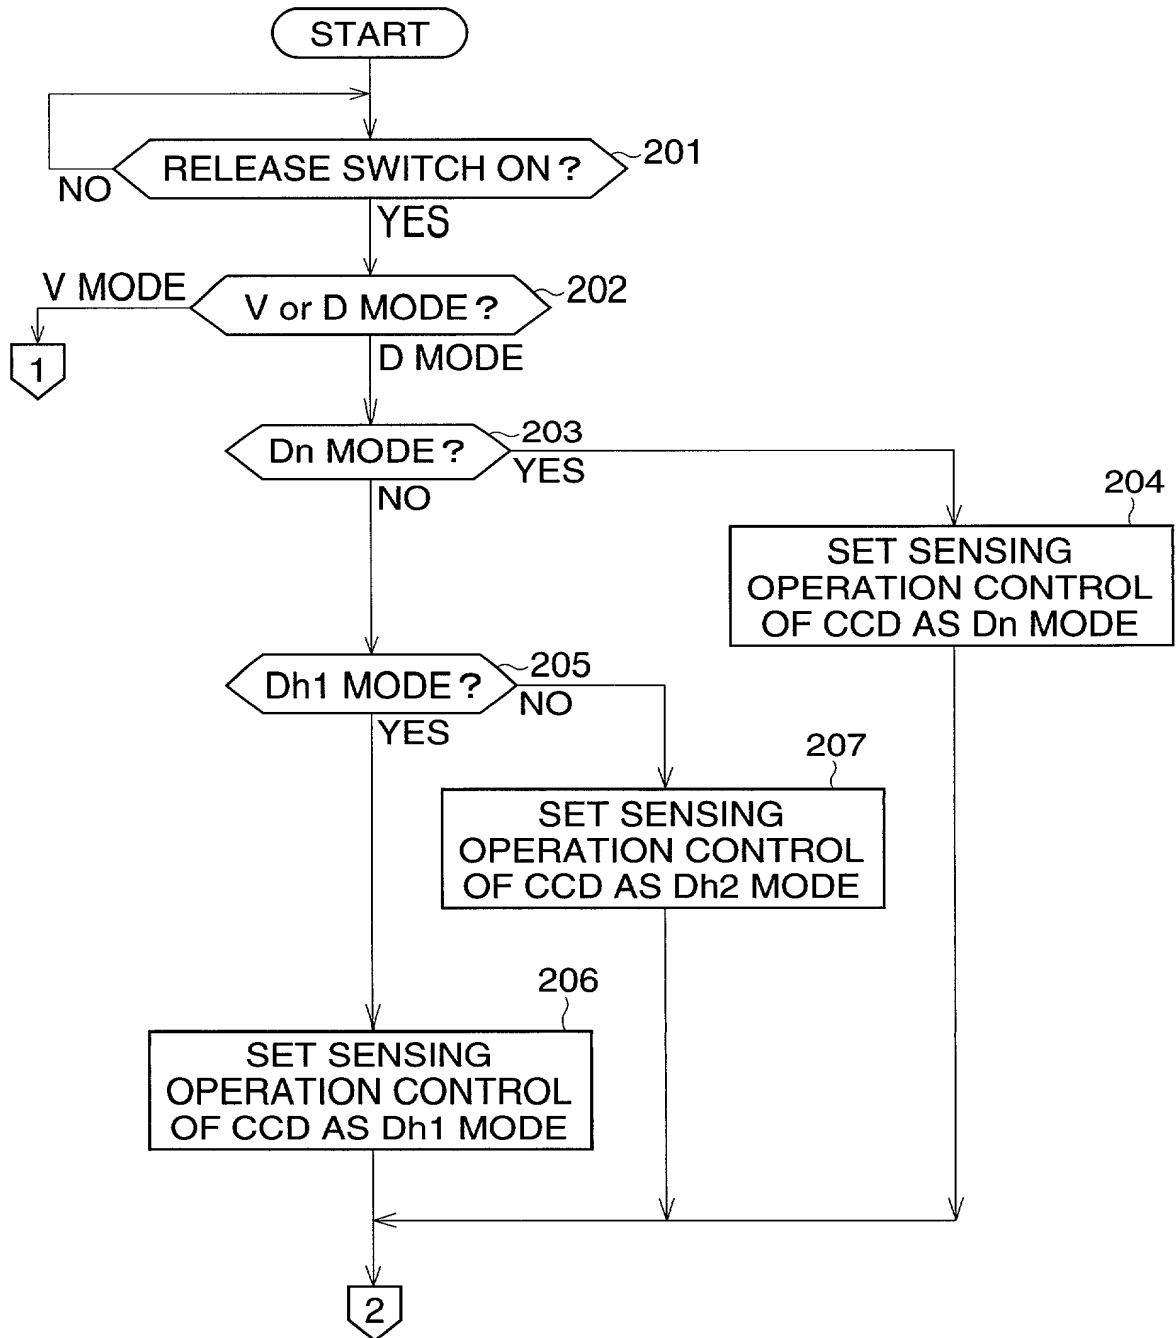 START
RELEASE SWITCH ON?
201
NO
YES
V MODE
V or D MODE?
202
1
D MODE
Dn MODE?
203
YES
NO
204
SET SENSING
OPERATION CONTROL
OF CCD AS Dn MODE
Dh1 MODE?
205
NO
YES
207
SET SENSING
OPERATION CONTROL
OF CCD AS Dh2 MODE
206
SET SENSING
OPERATION CONTROL
OF CCD AS Dh1 MODE
2